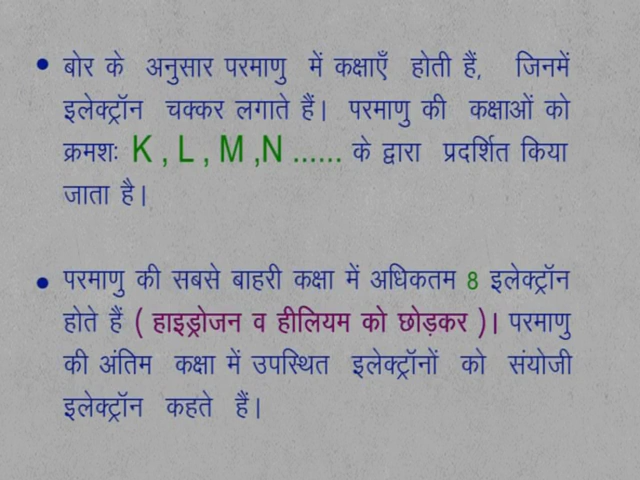 • बोर के अनुसार परमाणु में कक्षाएँ होती हैं, जिनमें
इलेक्ट्रॉन चक्कर लगाते हैं। परमाणु की कक्षाओं को
क्रमशः K , L , M ,N ...... के द्वारा प्रदर्शित किया
जाता है।
• परमाणु की सबसे बाहरी कक्षा में अधिकतम 8 इलेक्ट्रॉन
होते हैं ( हाइड्रोजन व हीलियम को छोड़कर )। परमाणु
की अंतिम कक्षा में उपस्थित इलेक्ट्रॉनों को संयोजी
इलेक्ट्रॉन कहते हैं।